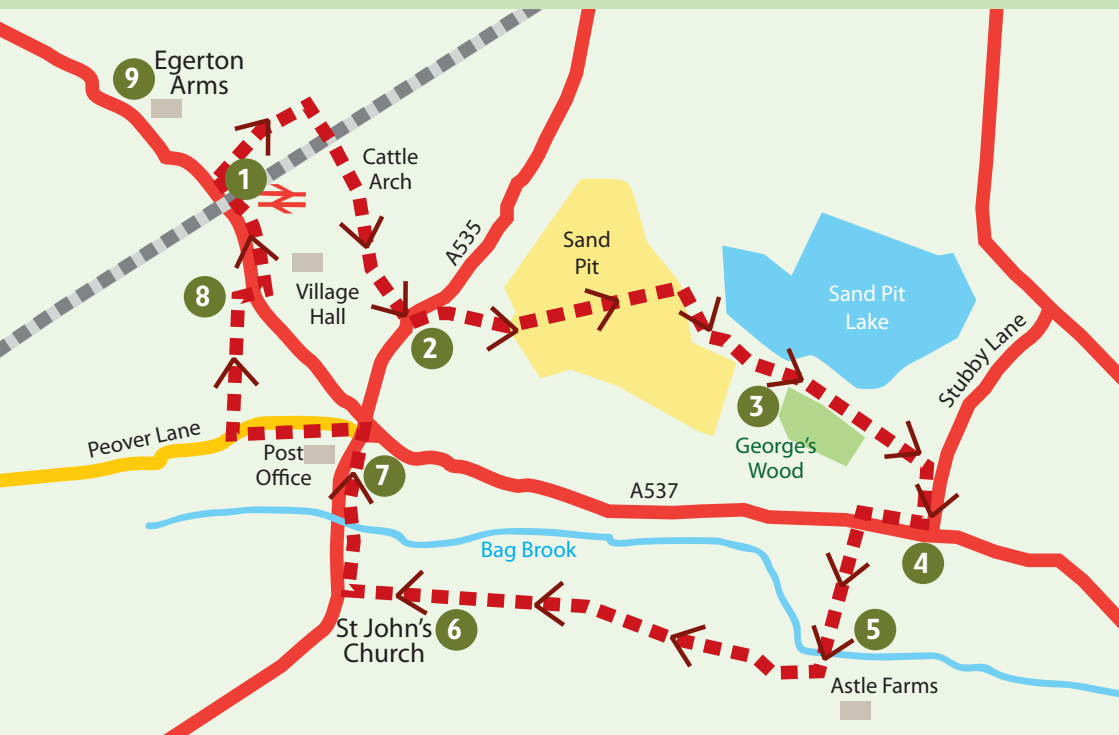 9
Egerton
Arms
1
Cattle
Arch
A535
Sand
Pit
Sand Pit
Lake
Stubby Lane
8
Village
Hall
2
3
George's
Wood
Peover Lane
Post
Office
7
A537
4
Bag Brook
5
St John's
Church
6
Astle Farms